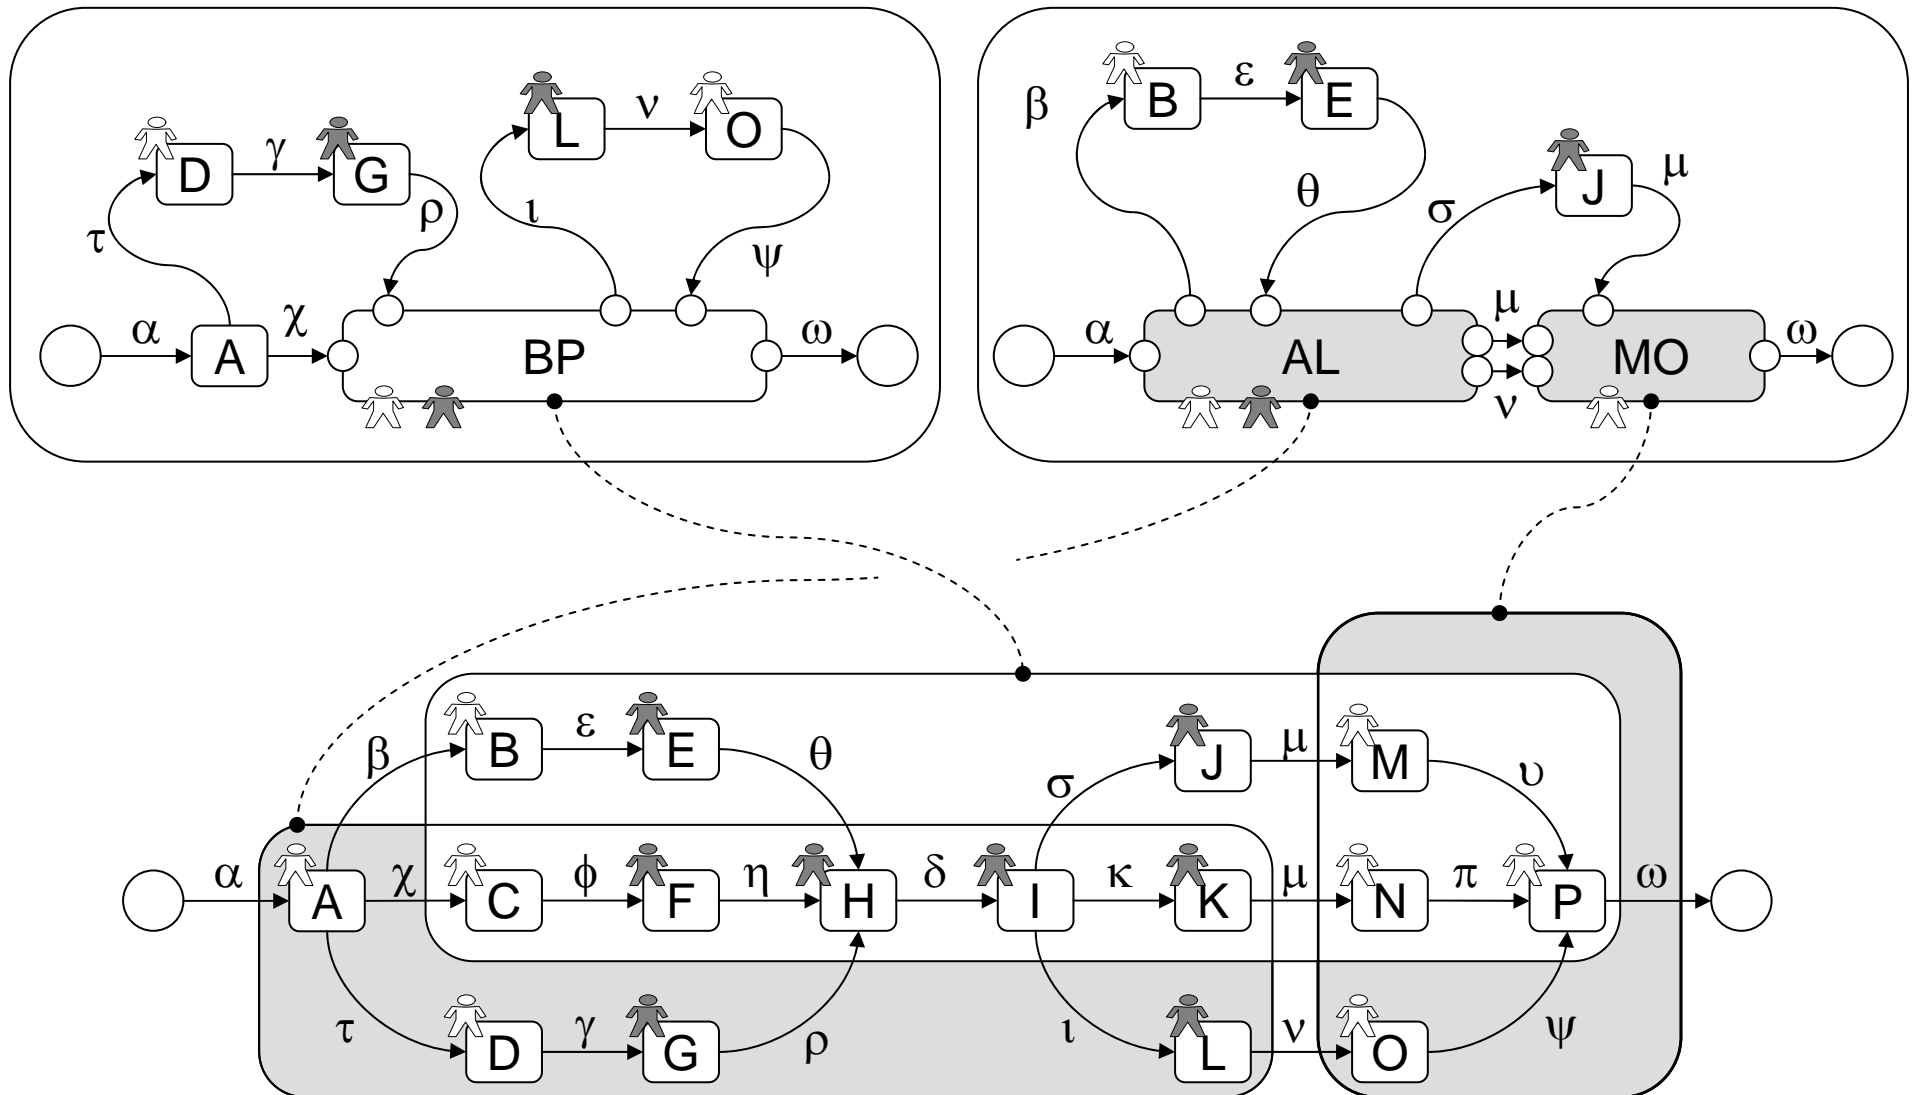 β B ε E
L ν O
D γ G
J μ
τ ρ ι ψ
θ σ
α A χ BP ω
α AL μ MO ω
ν
β B ε E θ
σ J μ M υ
α A χ C ϕ F η H δ I κ K μ N π P ω
τ D γ G ρ
ι L ν O ψ